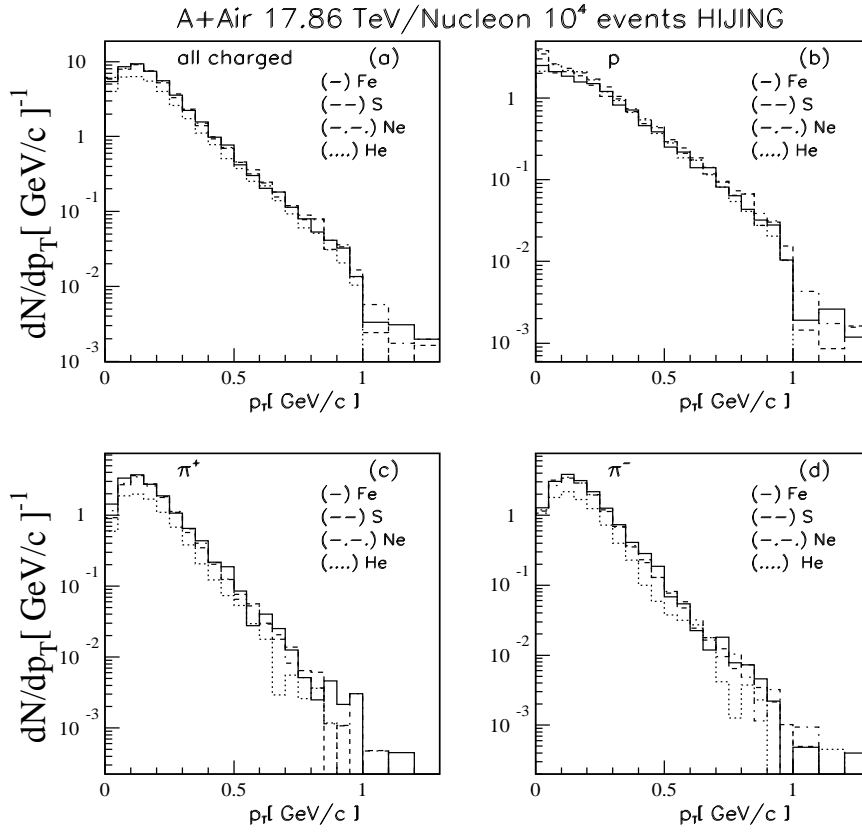 A+Air 17.86 TeV/Nucleon 10⁴ events HIJING
all charged (a)
(−) Fe
(−−) S
(−.−.) Ne
(....) He
10
1
10⁻¹
10⁻²
10⁻³
0 0.5 1
dN/dp_T[ GeV/c ]⁻¹
p_T[ GeV/c ]
p (b)
(−) Fe
(−−) S
(−.−.) Ne
(....) He
1
10⁻¹
10⁻²
10⁻³
0 0.5 1
p_T[ GeV/c ]
π⁺ (c)
(−) Fe
(−−) S
(−.−.) Ne
(....) He
1
10⁻¹
10⁻²
10⁻³
0 0.5 1
dN/dp_T[ GeV/c ]⁻¹
p_T[ GeV/c ]
π⁻ (d)
(−) Fe
(−−) S
(−.−.) Ne
(....) He
1
10⁻¹
10⁻²
10⁻³
0 0.5 1
p_T[ GeV/c ]